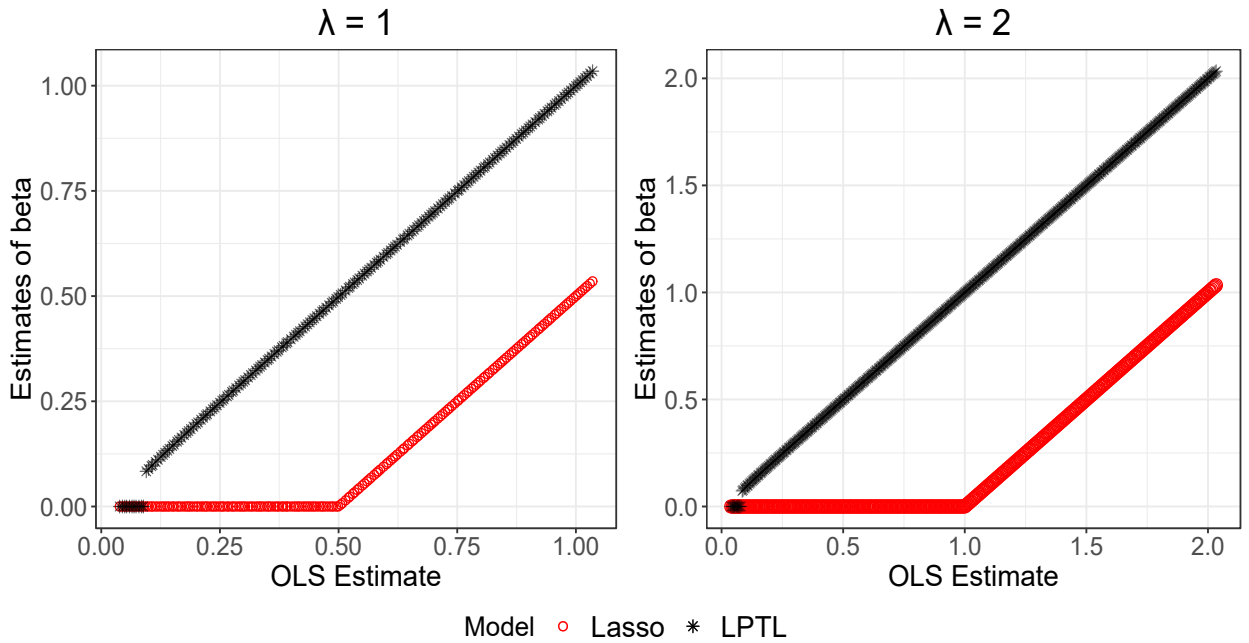 λ = 1
λ = 2
Estimates of beta
1.00
0.75
0.50
0.25
0.00
0.00 0.25 0.50 0.75 1.00
OLS Estimate
Estimates of beta
2.0
1.5
1.0
0.5
0.0
0.0 0.5 1.0 1.5 2.0
OLS Estimate
Model Lasso LPTL